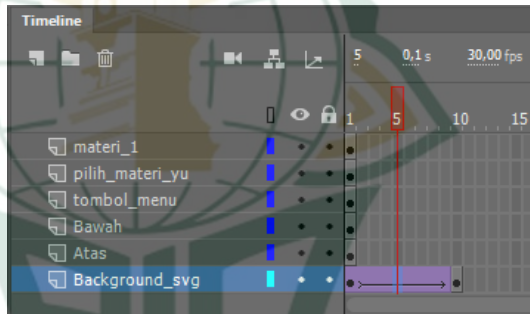 Timeline
5 0,1 s 30,00 fps
1 5 10 15
materi_1
pilih_materi_yu
tombol_menu
Bawah
Atas
Background_svg